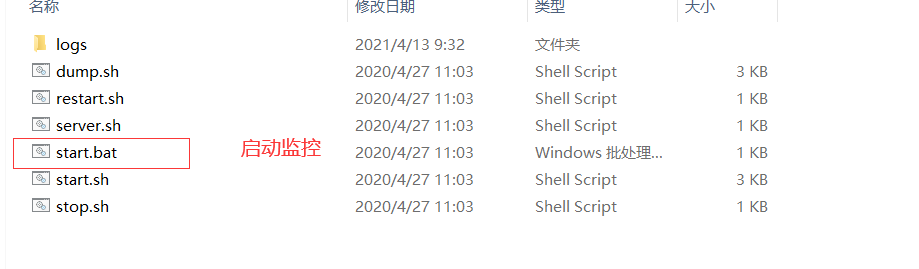 名称 修改日期 类型 大小
logs 2021/4/13 9:32 文件夹
dump.sh 2020/4/27 11:03 Shell Script 3 KB
restart.sh 2020/4/27 11:03 Shell Script 1 KB
server.sh 2020/4/27 11:03 Shell Script 1 KB
start.bat 启动监控 2020/4/27 11:03 Windows 批处理... 1 KB
start.sh 2020/4/27 11:03 Shell Script 3 KB
stop.sh 2020/4/27 11:03 Shell Script 1 KB